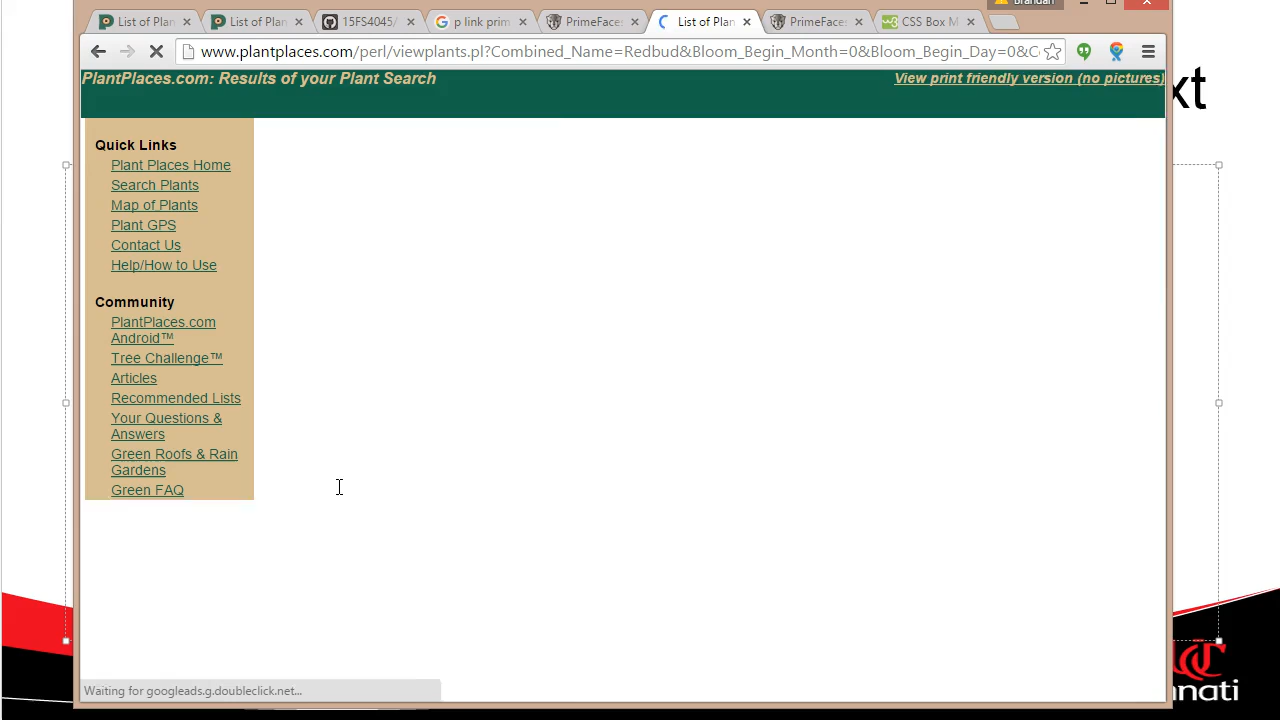 Brandan
List of Plan
List of Plan
15FS4045/
p link prim
PrimeFaces
List of Plan
PrimeFaces
CSS Box M
www.plantplaces.com/perl/viewplants.pl?Combined_Name=Redbud&Bloom_Begin_Month=0&Bloom_Begin_Day=0&C
PlantPlaces.com: Results of your Plant Search
View print friendly version (no pictures)
xt
Quick Links
Plant Places Home
Search Plants
Map of Plants
Plant GPS
Contact Us
Help/How to Use
Community
PlantPlaces.com
Android™
Tree Challenge™
Articles
Recommended Lists
Your Questions &
Answers
Green Roofs & Rain
Gardens
Green FAQ
Waiting for googleads.g.doubleclick.net...
nnati